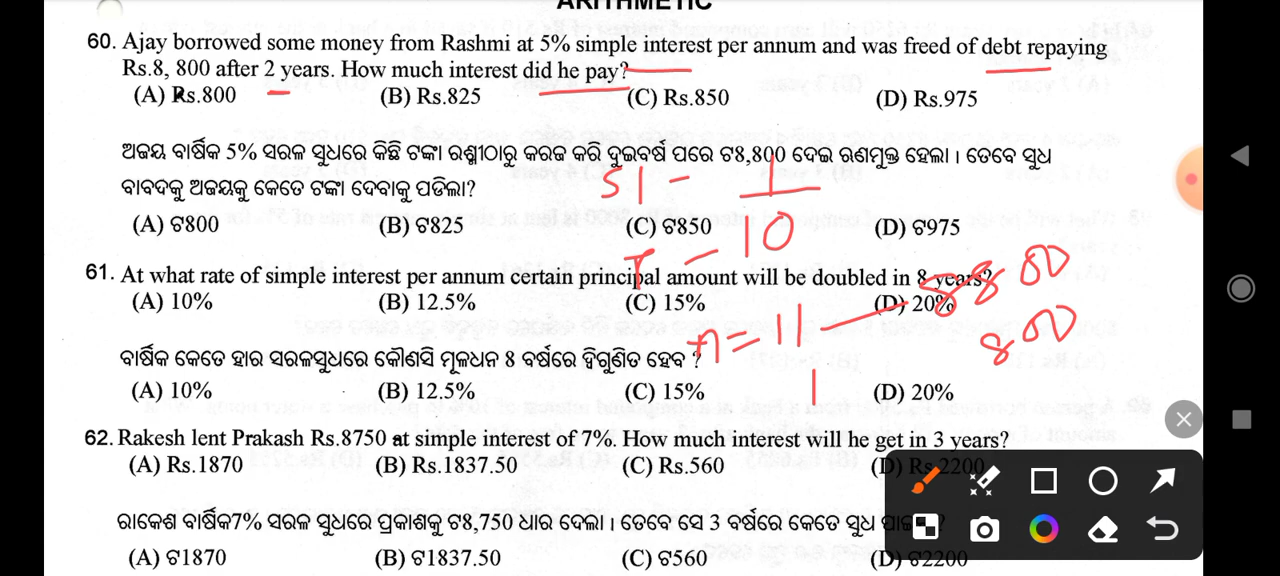 ARITHMETIC
60. Ajay borrowed some money from Rashmi at 5% simple interest per annum and was freed of debt repaying
Rs.8, 800 after 2 years. How much interest did he pay?
(A) Rs.800 (B) Rs.825 (C) Rs.850 (D) Rs.975
ଅଜୟ ବାର୍ଷିକ 5% ସରଳ ସୁଧରେ କିଛି ଟଙ୍କା ରଶ୍ମୀଠାରୁ କରଜ କରି ଦୁଇବର୍ଷ ପରେ ଟ8,800 ଦେଇ ଋଣମୁକ୍ତ ହେଲା । ତେବେ ସୁଧ
ବାବଦକୁ ଅଜୟକୁ କେତେ ଟଙ୍କା ଦେବାକୁ ପଡିଲା?
SI - 1
10
(A) ଟ800 (B) ଟ825 (C) ଟ850 (D) ଟ975
61. At what rate of simple interest per annum certain principal amount will be doubled in 8 years?
(A) 10% (B) 12.5% (C) 15% (D) 20%
8800
= 11
800
1
ବାର୍ଷିକ କେତେ ହାର ସରଳସୁଧରେ କୌଣସି ମୂଳଧନ 8 ବର୍ଷରେ ଦ୍ୱିଗୁଣିତ ହେବ ?
(A) 10% (B) 12.5% (C) 15% (D) 20%
62. Rakesh lent Prakash Rs.8750 at simple interest of 7%. How much interest will he get in 3 years?
(A) Rs.1870 (B) Rs.1837.50 (C) Rs.560 (D) Rs.2200
ରାକେଶ ବାର୍ଷିକ7% ସରଳ ସୁଧରେ ପ୍ରକାଶକୁ ଟ8,750 ଧାର ଦେଲା । ତେବେ ସେ 3 ବର୍ଷରେ କେତେ ସୁଧ
(A) ଟ1870 (B) ଟ1837.50 (C) ଟ560 (D) ଟ2200